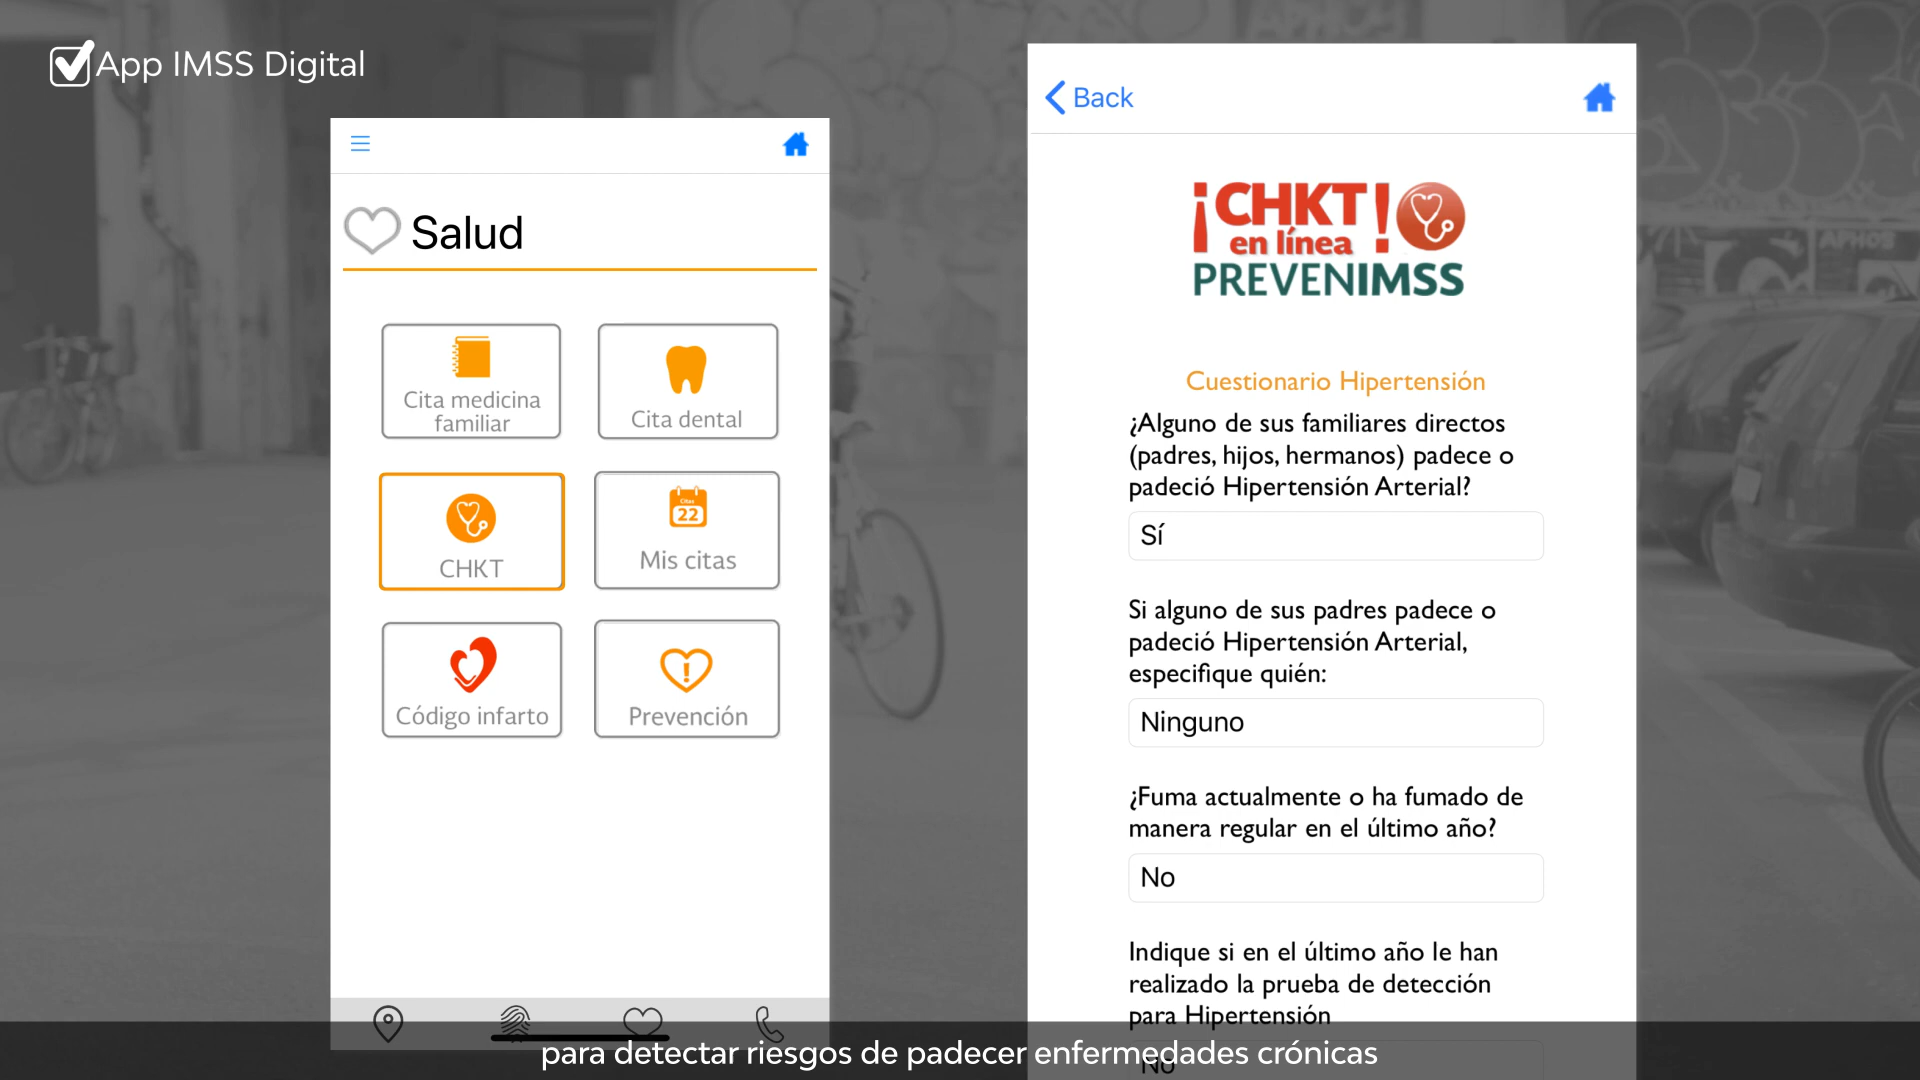 App IMSS Digital
Salud
Cita medicina
familiar
Cita dental
CHKT
Citas
22
Mis citas
Código infarto
Prevención
Back
¡CHKT!
en línea
PREVENIMSS
Cuestionario Hipertensión
¿Alguno de sus familiares directos
(padres, hijos, hermanos) padece o
padeció Hipertensión Arterial?
Sí
Si alguno de sus padres padece o
padeció Hipertensión Arterial,
especifique quién:
Ninguno
¿Fuma actualmente o ha fumado de
manera regular en el último año?
No
Indique si en el último año le han
realizado la prueba de detección
para Hipertensión
No
para detectar riesgos de padecer enfermedades crónicas
APHOS